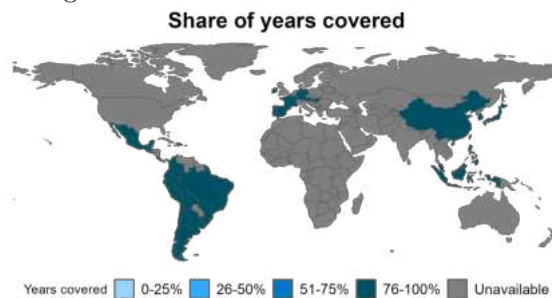 Share of years covered
Years covered 0-25% 26-50% 51-75% 76-100% Unavailable